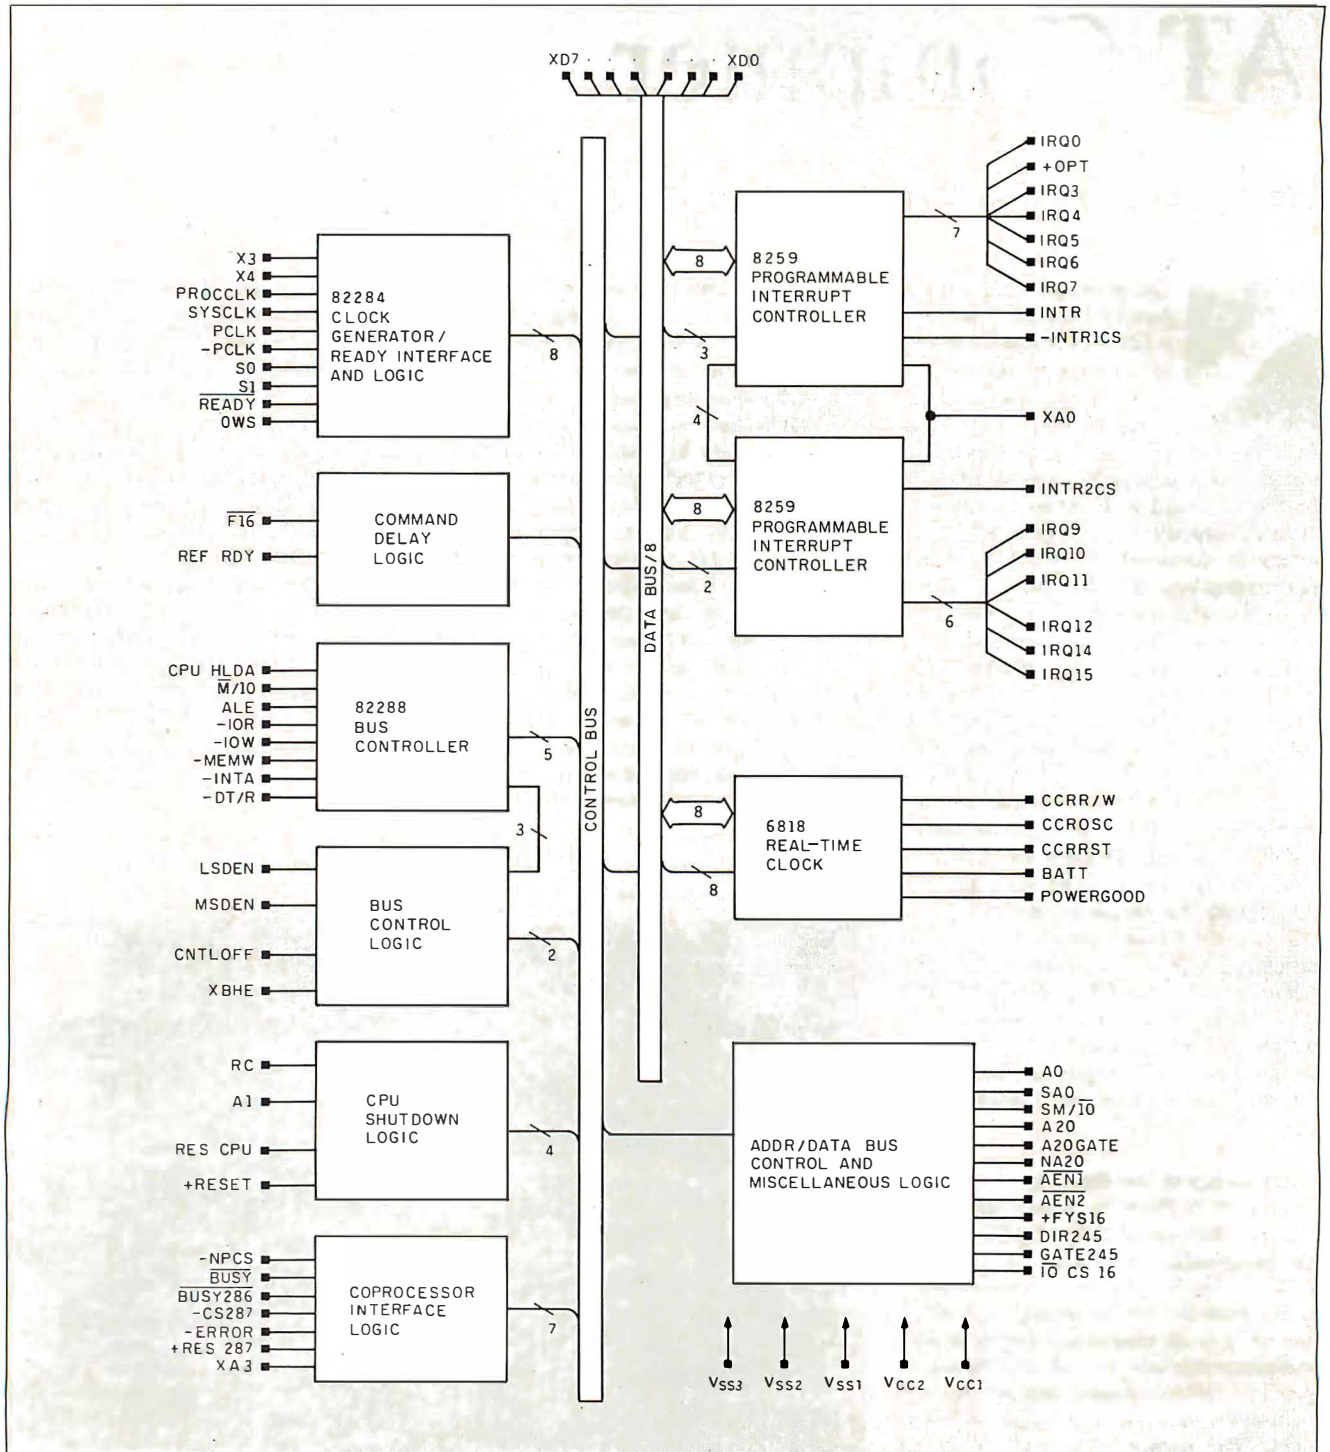 XD7 . . . . . . XD0
X3
X4
PROCCLK
SYSCLK
PCLK
-PCLK
S0
S1
READY
OWS
82284
CLOCK
GENERATOR/
READY INTERFACE
AND LOGIC
8
F16
REF RDY
COMMAND
DELAY
LOGIC
CPU HLDA
M/IO
ALE
-IOR
-IOW
-MEMW
-INTA
-DT/R
82288
BUS
CONTROLLER
5
3
LSDEN
MSDEN
CNTLOFF
XBHE
BUS
CONTROL
LOGIC
2
RC
A1
RES CPU
+RESET
CPU
SHUTDOWN
LOGIC
4
-NPCS
BUSY
BUSY286
-CS287
-ERROR
+RES 287
XA3
COPROCESSOR
INTERFACE
LOGIC
7
CONTROL BUS
DATA BUS/8
8
3
8259
PROGRAMMABLE
INTERRUPT
CONTROLLER
7
IRQ0
+OPT
IRQ3
IRQ4
IRQ5
IRQ6
IRQ7
INTR
-INTR1CS
4
XA0
8
2
8259
PROGRAMMABLE
INTERRUPT
CONTROLLER
INTR2CS
6
IRQ9
IRQ10
IRQ11
IRQ12
IRQ14
IRQ15
8
8
6818
REAL-TIME
CLOCK
CCRR/W
CCROSC
CCRRST
BATT
POWERGOOD
ADDR/DATA BUS
CONTROL AND
MISCELLANEOUS LOGIC
A0
SA0
SM/IO
A20
A20GATE
NA20
AEN1
AEN2
+FYS16
DIR245
GATE245
IO CS 16
VSS3 VSS2 VSS1 VCC2 VCC1